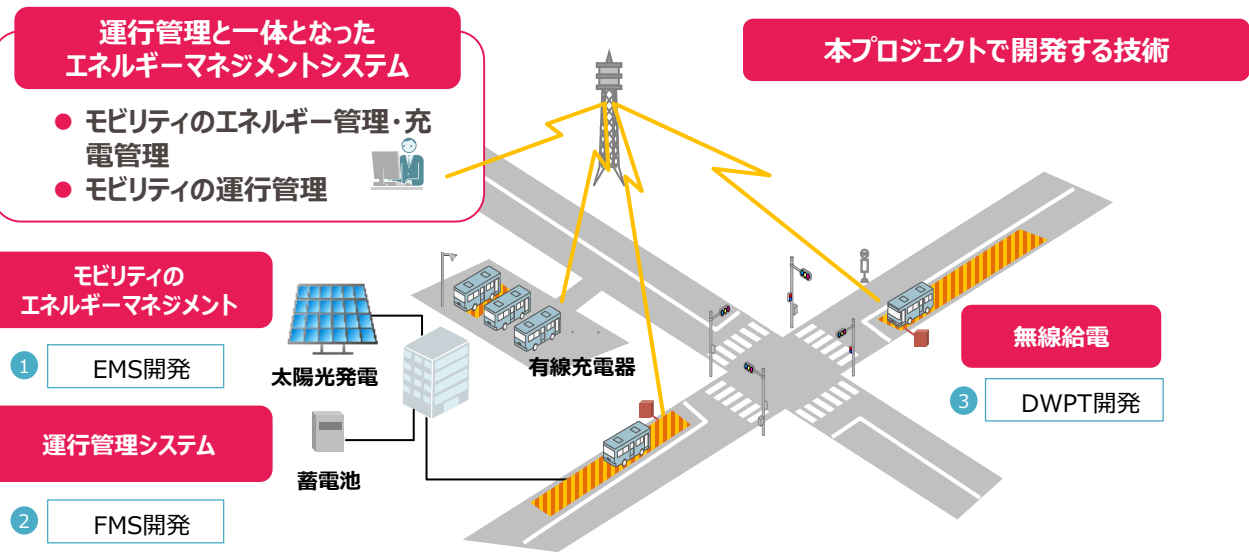 運行管理と一体となった
エネルギーマネジメントシステム
● モビリティのエネルギー管理・充
電管理
● モビリティの運行管理
本プロジェクトで開発する技術
モビリティの
エネルギーマネジメント
1 EMS開発
運行管理システム
2 FMS開発
太陽光発電
蓄電池
有線充電器
無線給電
3 DWPT開発